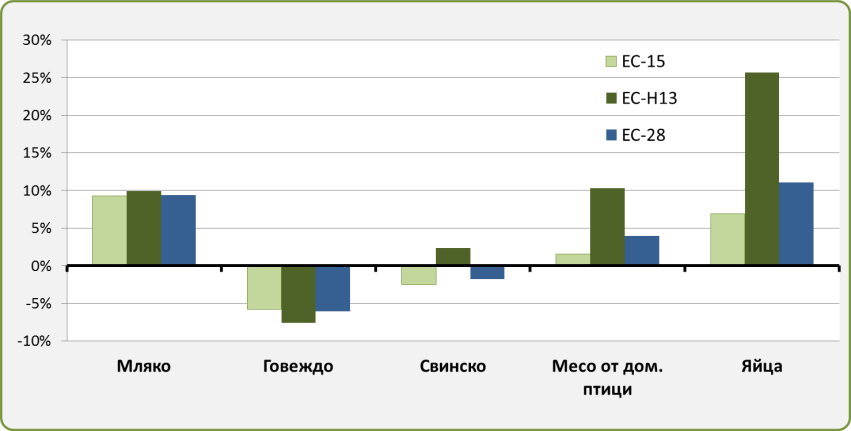 30%
25%
20%
15%
10%
5%
0%
-5%
-10%
ЕС-15
ЕС-Н13
ЕС-28
Мляко
Говеждо
Свинско
Месо от дом.
птици
Яйца